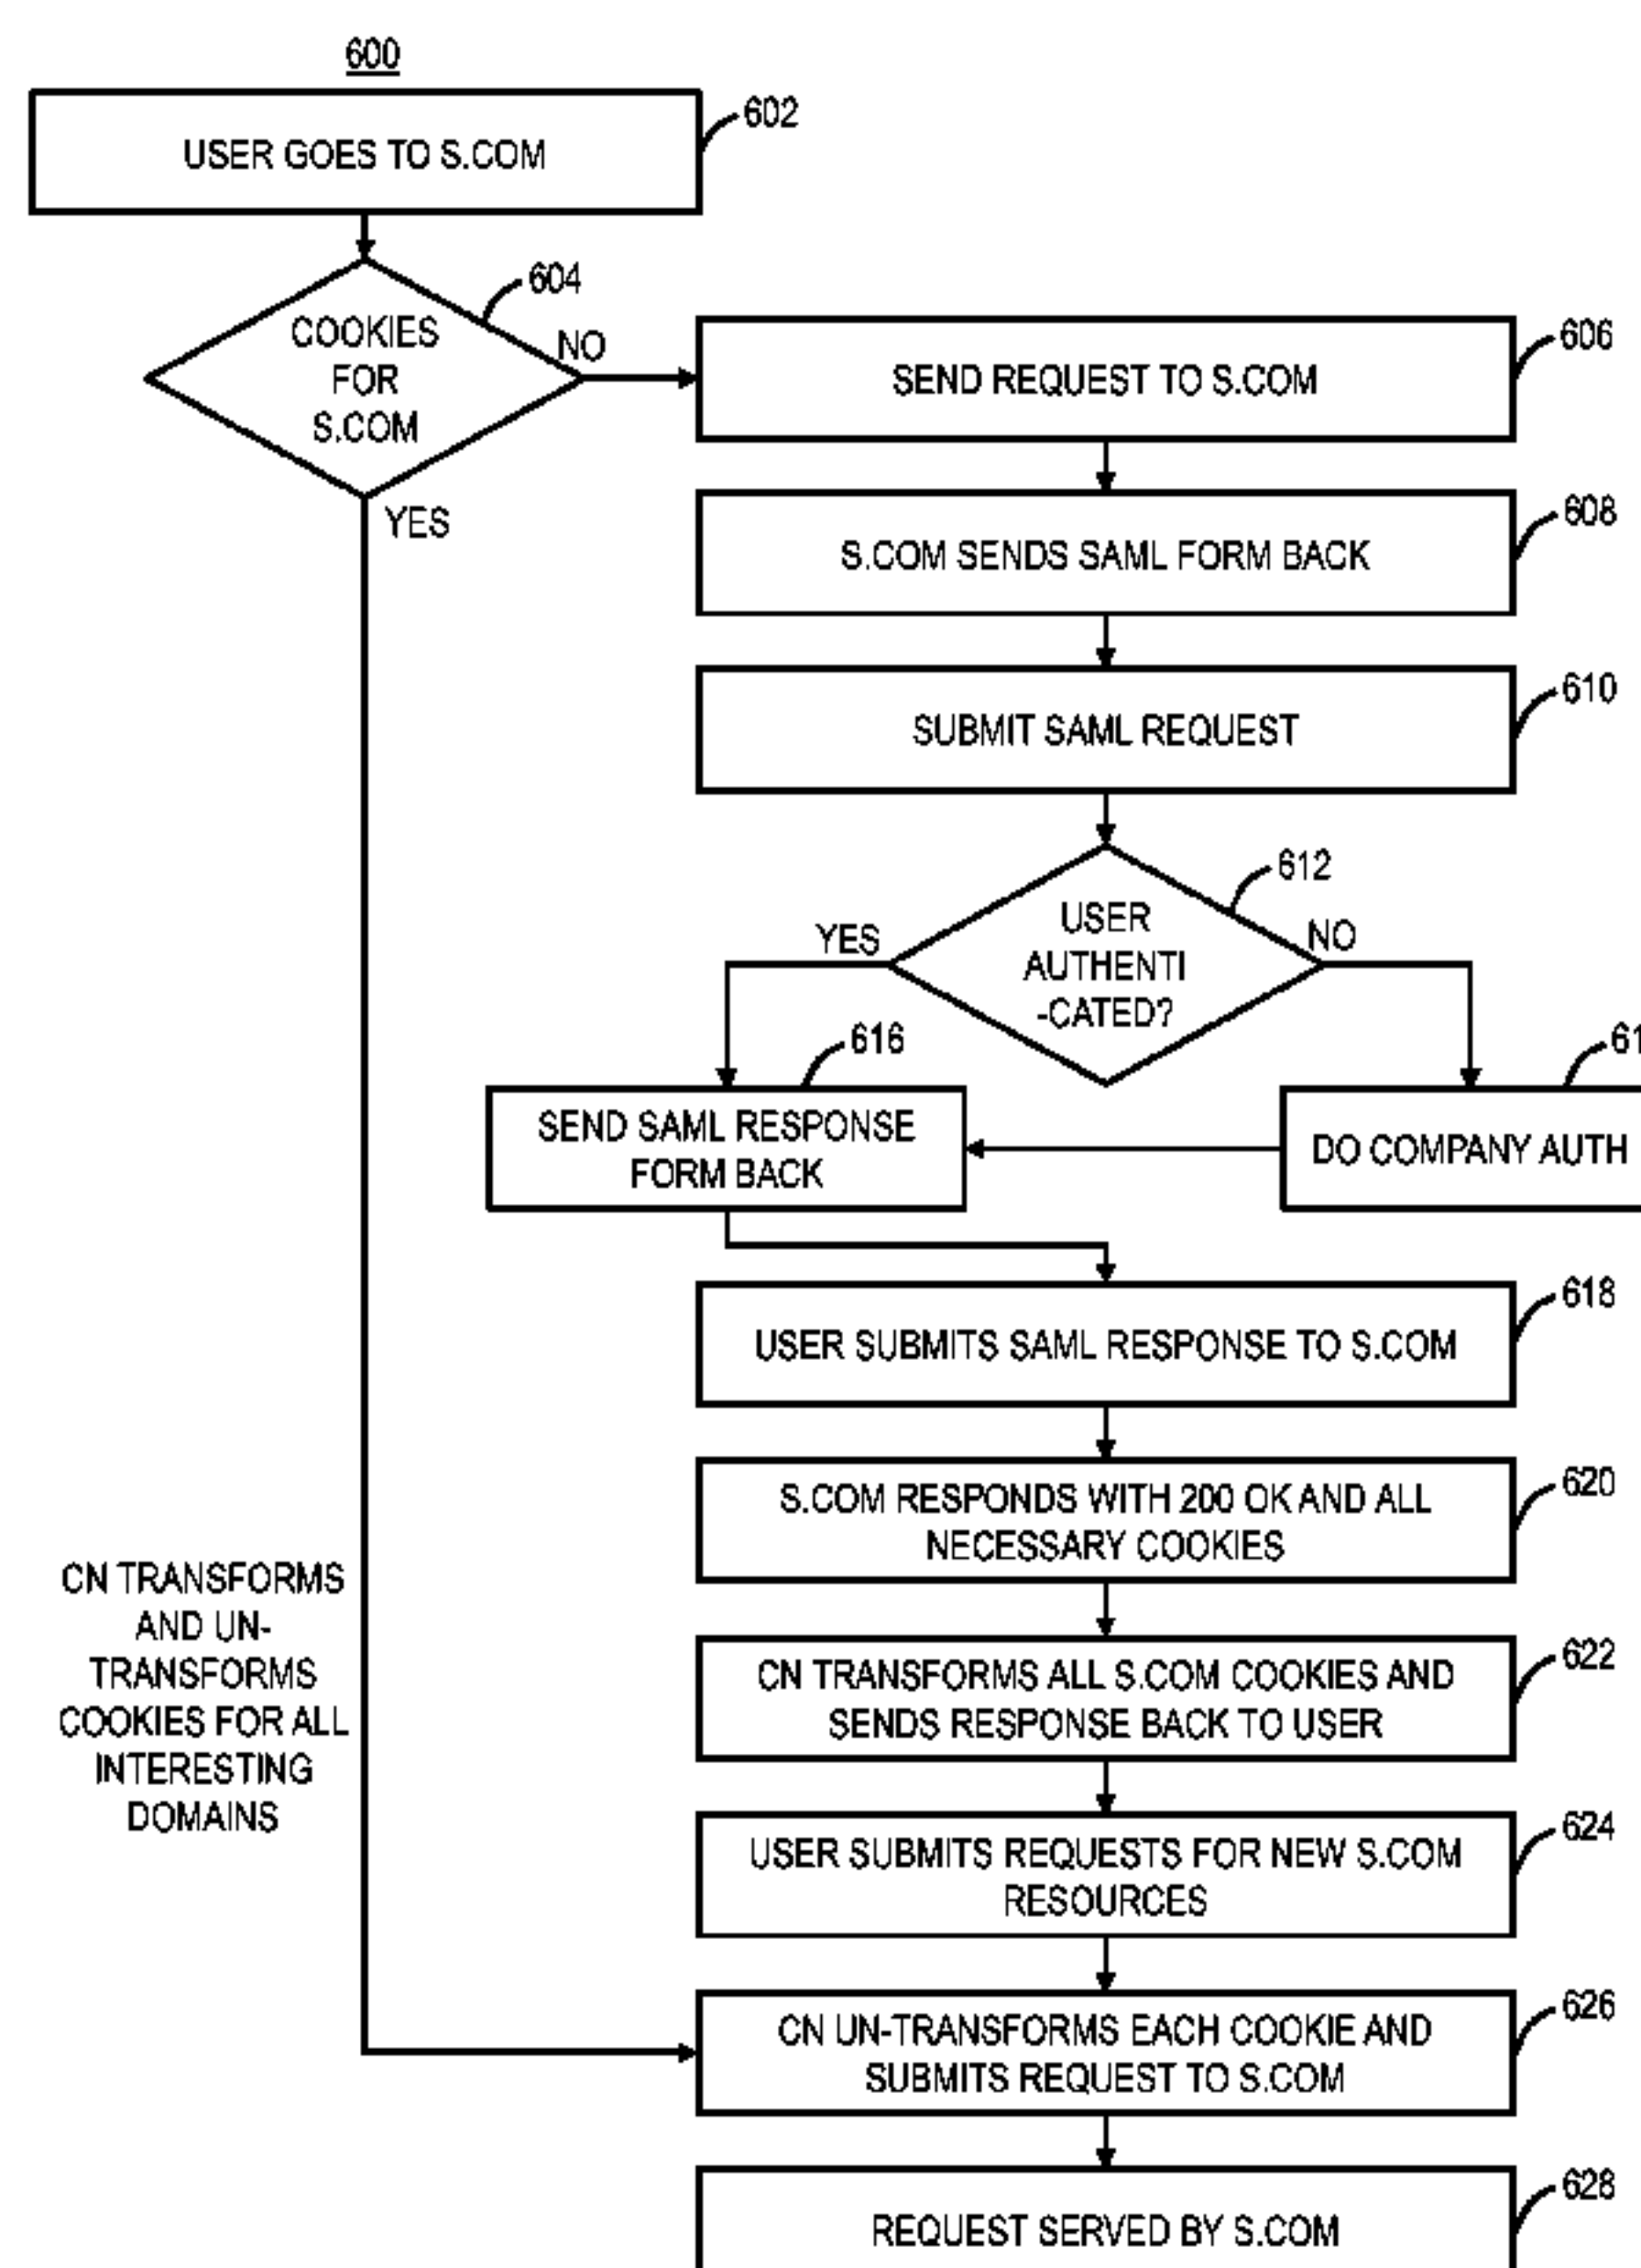 600
602
USER GOES TO S.COM
604
COOKIES
FOR
S.COM
NO
YES
606
SEND REQUEST TO S.COM
608
S.COM SENDS SAML FORM BACK
610
SUBMIT SAML REQUEST
612
USER
AUTHENTI
-CATED?
YES
NO
616
SEND SAML RESPONSE
FORM BACK
DO COMPANY AUTH
618
USER SUBMITS SAML RESPONSE TO S.COM
620
S.COM RESPONDS WITH 200 OK AND ALL
NECESSARY COOKIES
CN TRANSFORMS
AND UN-
TRANSFORMS
COOKIES FOR ALL
INTERESTING
DOMAINS
622
CN TRANSFORMS ALL S.COM COOKIES AND
SENDS RESPONSE BACK TO USER
624
USER SUBMITS REQUESTS FOR NEW S.COM
RESOURCES
626
CN UN-TRANSFORMS EACH COOKIE AND
SUBMITS REQUEST TO S.COM
628
REQUEST SERVED BY S.COM